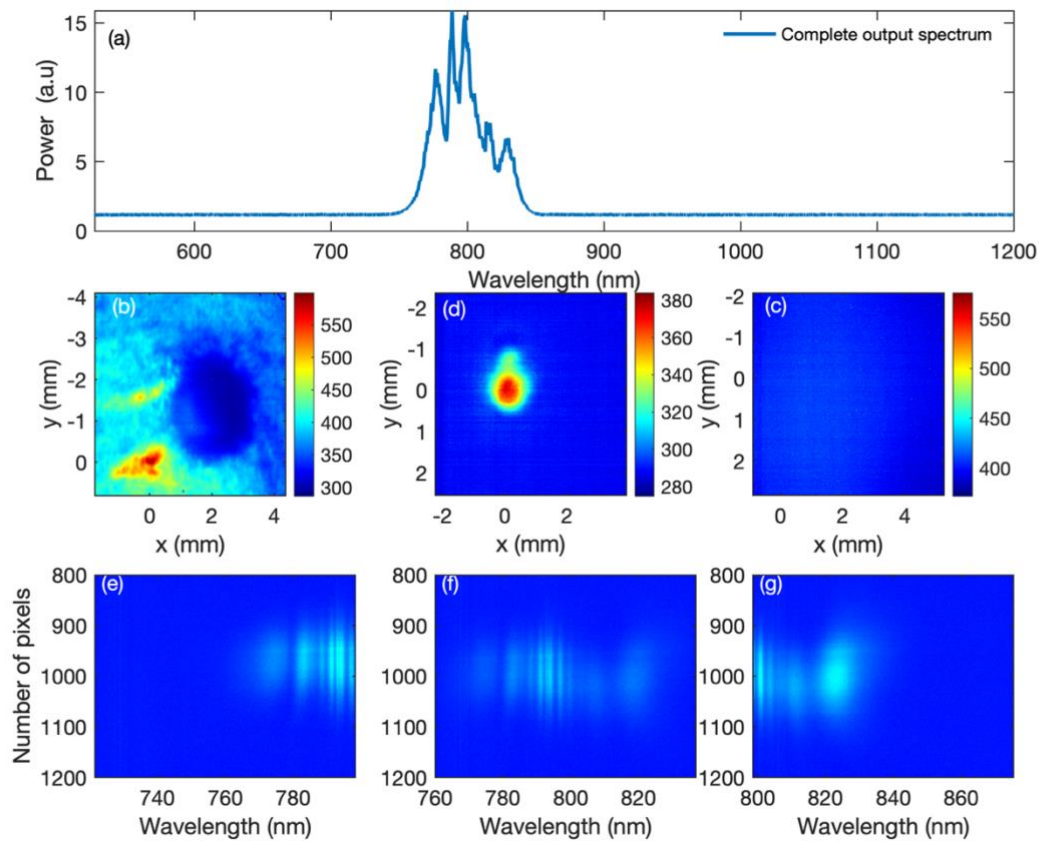 (a)
Complete output spectrum
Power (a.u)
15
10
5
0
600 700 800 900 1000 1100 1200
Wavelength (nm)
(b)
y (mm)
-4
-3
-2
-1
0
0 2 4
x (mm)
550
500
450
400
350
300
(d)
y (mm)
-2
-1
0
1
2
-2 0 2
x (mm)
380
360
340
320
300
280
(c)
y (mm)
-2
-1
0
1
2
0 2 4
x (mm)
550
500
450
400
(e)
Number of pixels
800
900
1000
1100
1200
740 760 780
Wavelength (nm)
(f)
800
900
1000
1100
1200
760 780 800 820
Wavelength (nm)
(g)
800
900
1000
1100
1200
800 820 840 860
Wavelength (nm)